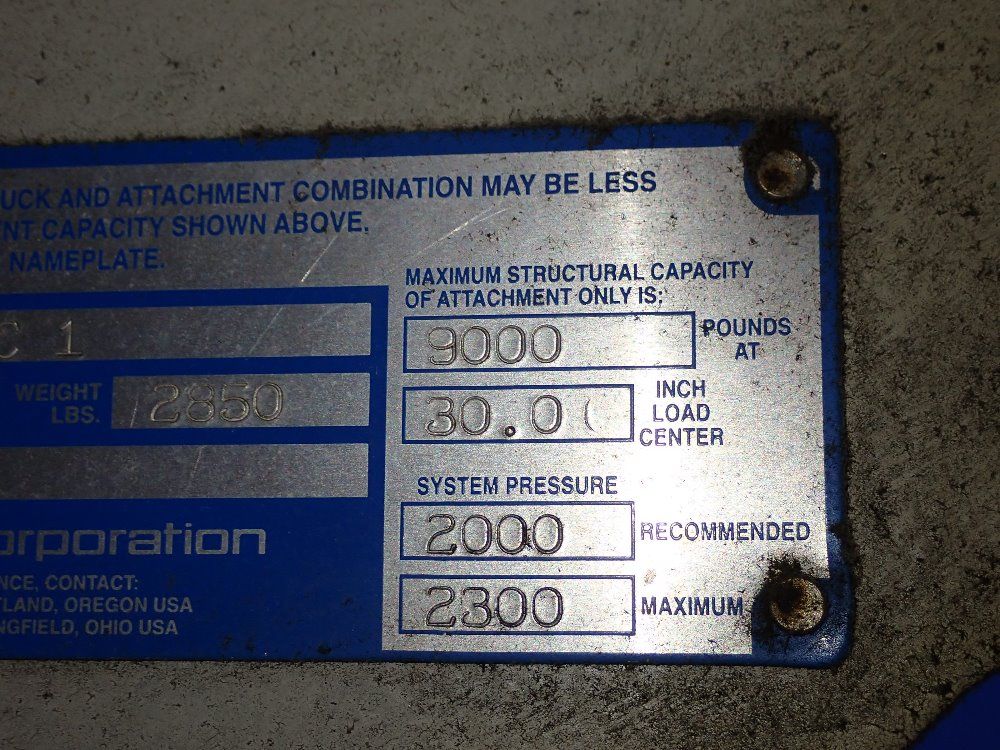 UCK AND ATTACHMENT COMBINATION MAY BE LESS
NT CAPACITY SHOWN ABOVE,
NAMEPLATE.
C 1
WEIGHT
LBS.
2850
orporation
NCE, CONTACT:
TLAND, OREGON USA
NGFIELD, OHIO USA
MAXIMUM STRUCTURAL CAPACITY
OF ATTACHMENT ONLY IS:
9000 POUNDS
AT
30.0 INCH
LOAD
CENTER
SYSTEM PRESSURE
2000 RECOMMENDED
2300 MAXIMUM